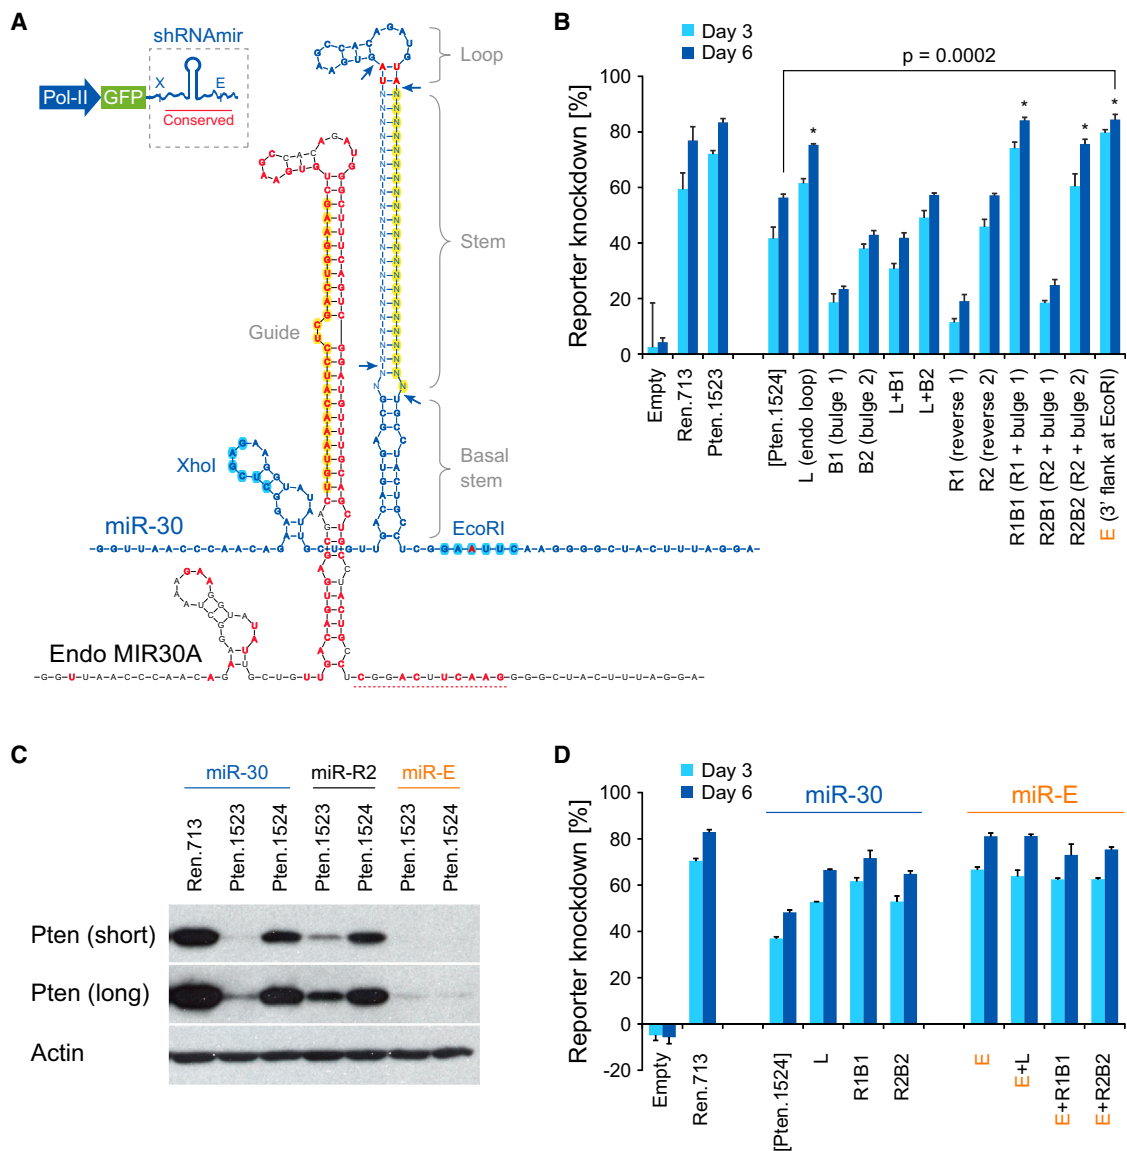 A
shRNAmir
X
E
Pol-II
GFP
Conserved
Loop
Stem
Guide
Basal
stem
XhoI
EcoRI
miR-30
-G-G-U-U-A-A-C-C-C-A-A-C-A-G-
C-U-C-G-G-A-A-U-U-C-A-A-G-G-G-G-C-U-A-C-U-U-U-A-G-G-A-
Endo MIR30A
-G-G-U-U-A-A-C-C-C-A-A-C-A-G-
G-C-U-G-U-U
U-C-G-G-A-C-U-U-C-A-A-G-G-G-G-C-U-A-C-U-U-U-A-G-G-A-
B
Day 3
Day 6
p = 0.0002
Reporter knockdown [%]
100
80
60
40
20
0
* * * *
Empty
Ren.713
Pten.1523
[Pten.1524]
L (endo loop)
B1 (bulge 1)
B2 (bulge 2)
L+B1
L+B2
R1 (reverse 1)
R2 (reverse 2)
R1B1 (R1 + bulge 1)
R2B1 (R2 + bulge 1)
R2B2 (R2 + bulge 2)
E (3' flank at EcoRI)
C
miR-30
miR-R2
miR-E
Ren.713
Pten.1523
Pten.1524
Pten.1523
Pten.1524
Pten.1523
Pten.1524
Pten (short)
Pten (long)
Actin
D
Day 3
Day 6
miR-30
miR-E
Reporter knockdown [%]
100
80
60
40
20
0
-20
Empty
Ren.713
[Pten.1524]
L
R1B1
R2B2
E
E+L
E+R1B1
E+R2B2